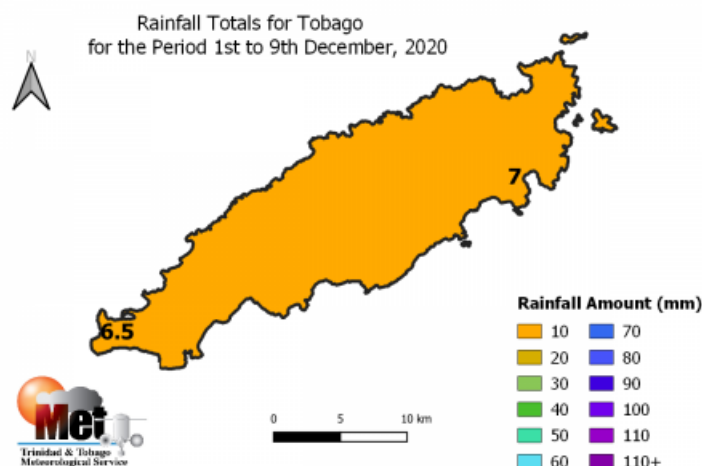 Rainfall Totals for Tobago
for the Period 1st to 9th December, 2020
N
7
6.5
Rainfall Amount (mm)
10 70
20 80
30 90
40 100
50 110
60 110+
0 5 10 km
Met
Trinidad & Tobago
Meteorological Service